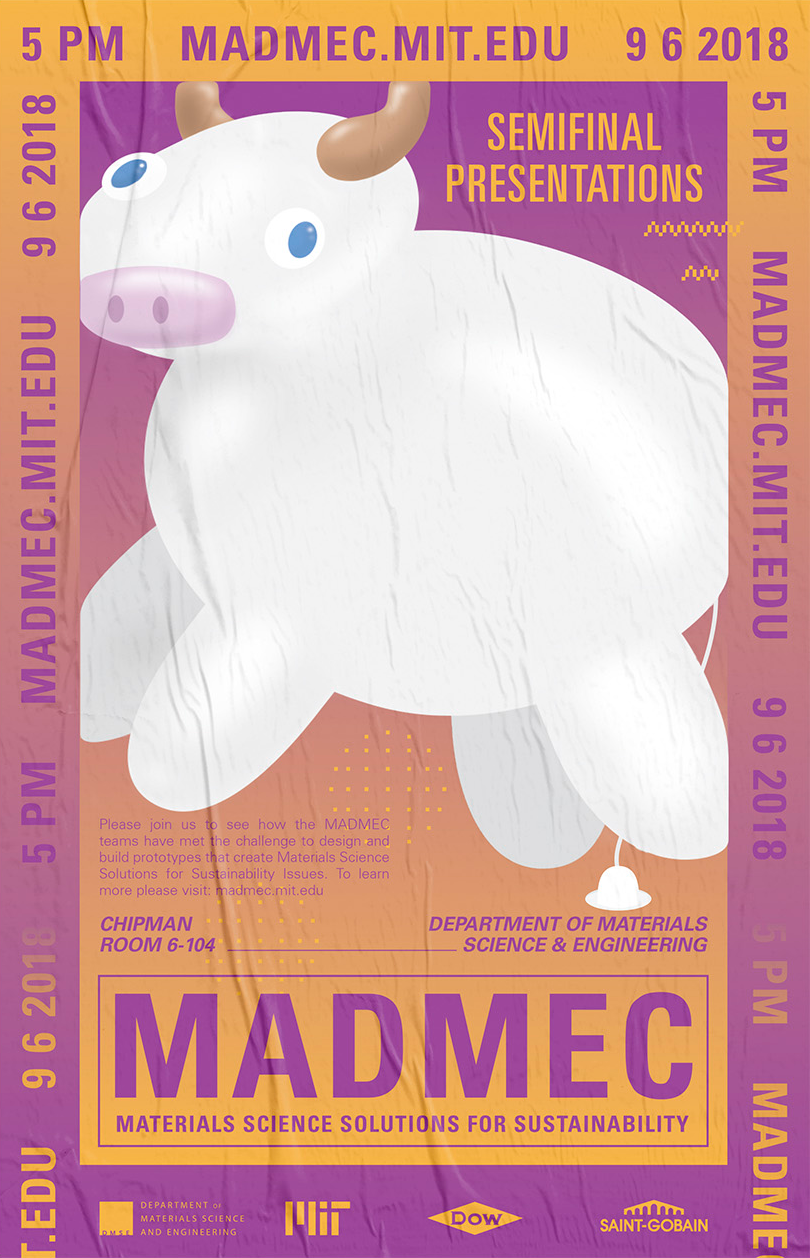 5 PM MADMEC.MIT.EDU 9 6 2018
9 6 2018
MADMEC.MIT.EDU
5 PM
9 6 2018
T.EDU
5 PM
MADMEC.MIT.EDU
9 6 2018
5 PM
MADMEC
SEMIFINAL
PRESENTATIONS
Please join us to see how the MADMEC
teams have met the challenge to design and
build prototypes that create Materials Science
Solutions for Sustainability Issues. To learn
more please visit: madmec.mit.edu
CHIPMAN
ROOM 6-104
DEPARTMENT OF MATERIALS
SCIENCE & ENGINEERING
MADMEC
MATERIALS SCIENCE SOLUTIONS FOR SUSTAINABILITY
DMSE
DEPARTMENT OF
MATERIALS SCIENCE
AND ENGINEERING
MIT
DOW
SAINT-GOBAIN